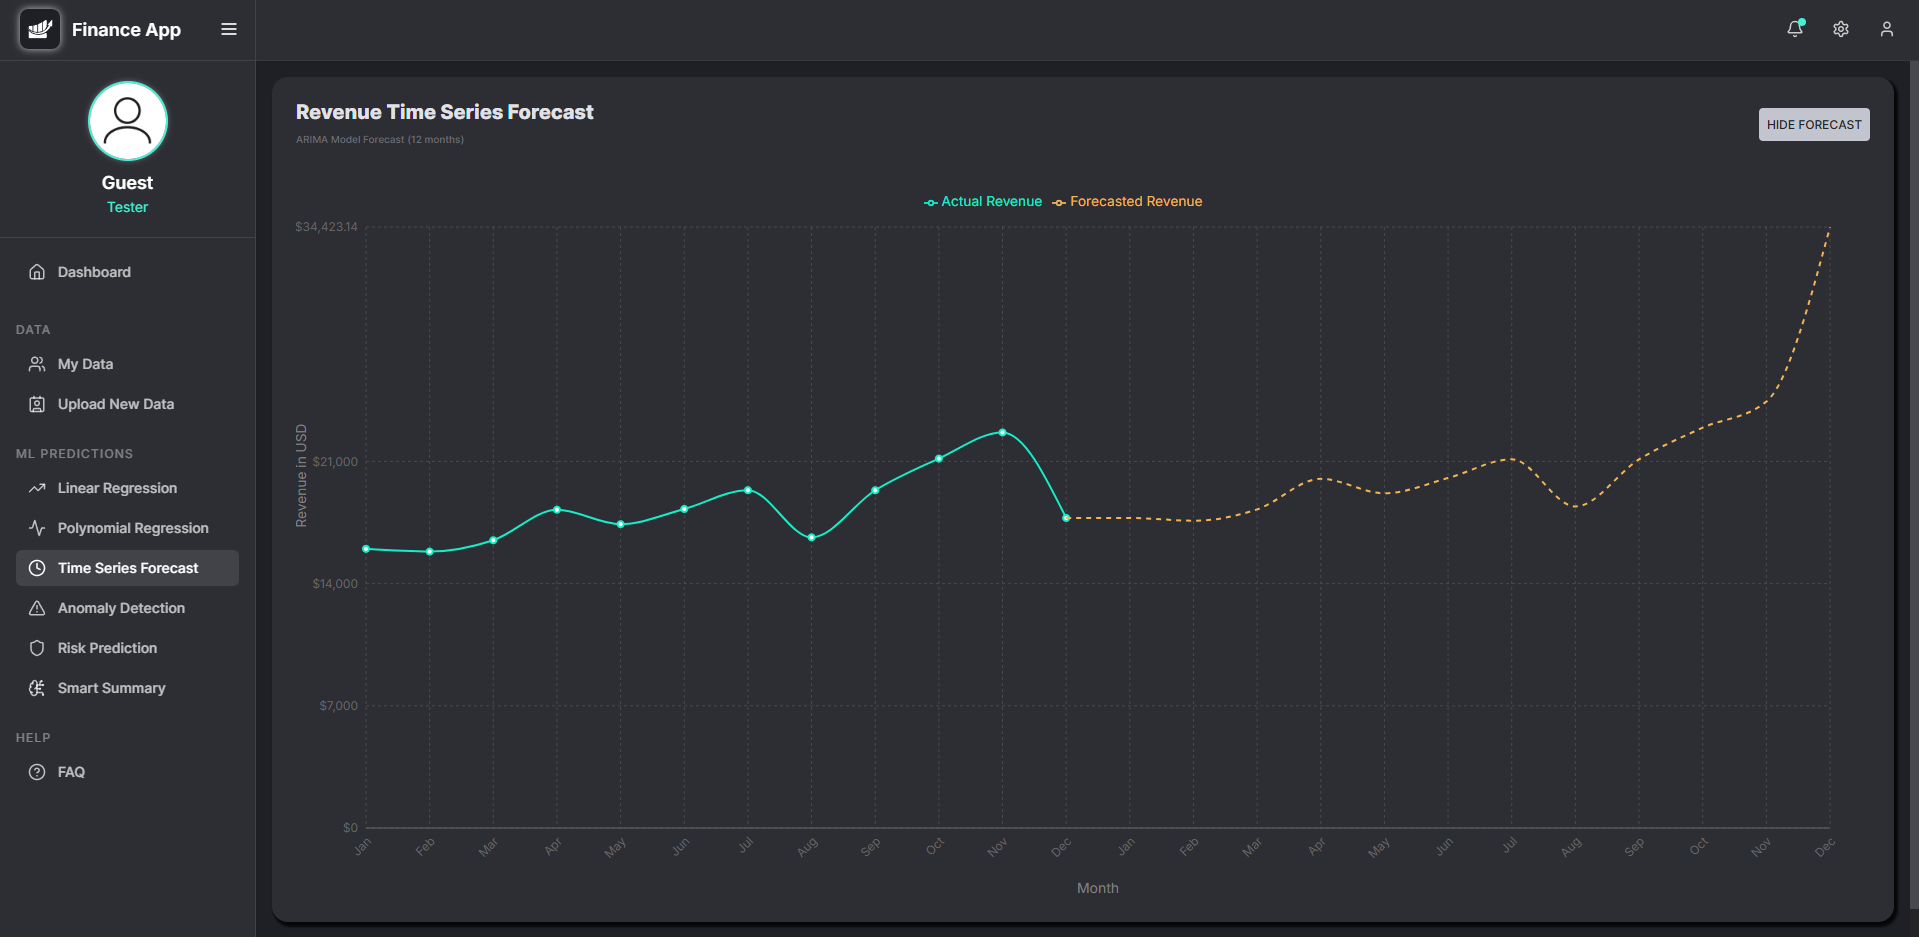 Finance App
Guest
Tester
Dashboard
DATA
My Data
Upload New Data
ML PREDICTIONS
Linear Regression
Polynomial Regression
Time Series Forecast
Anomaly Detection
Risk Prediction
Smart Summary
HELP
FAQ
Revenue Time Series Forecast
ARIMA Model Forecast (12 months)
HIDE FORECAST
Actual Revenue
Forecasted Revenue
Revenue in USD
$34,423.14
$21,000
$14,000
$7,000
$0
Jan
Feb
Mar
Apr
May
Jun
Jul
Aug
Sep
Oct
Nov
Dec
Jan
Feb
Mar
Apr
May
Jun
Jul
Aug
Sep
Oct
Nov
Dec
Month